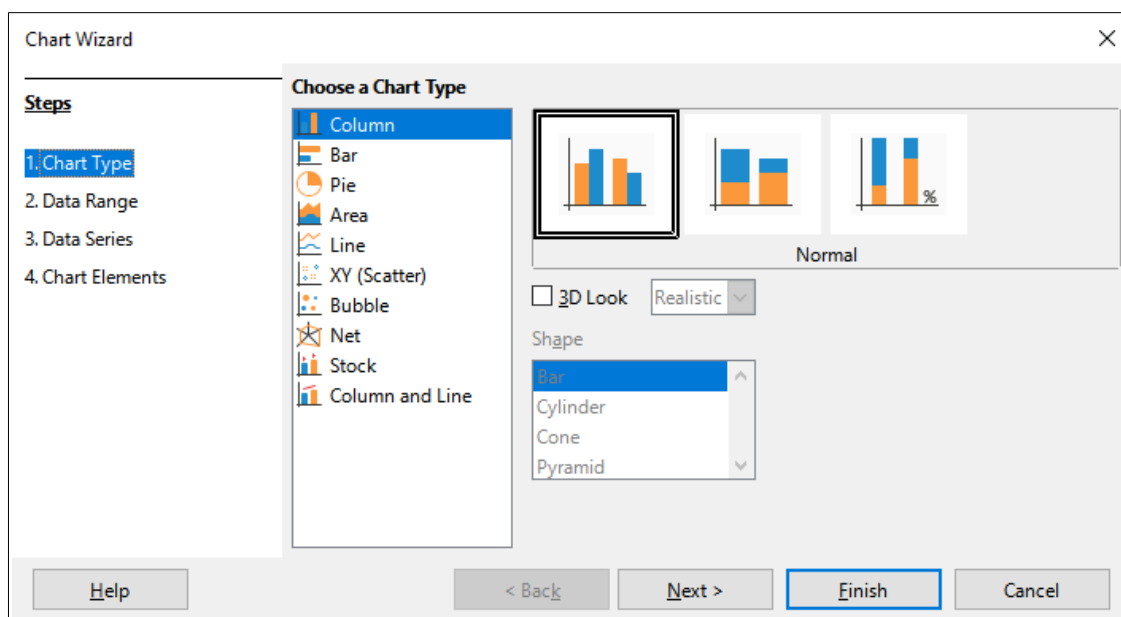 Chart Wizard
Steps
1. Chart Type
2. Data Range
3. Data Series
4. Chart Elements
Choose a Chart Type
Column
Bar
Pie
Area
Line
XY (Scatter)
Bubble
Net
Stock
Column and Line
%
Normal
3D Look Realistic
Shape
Bar
Cylinder
Cone
Pyramid
Help < Back Next > Finish Cancel